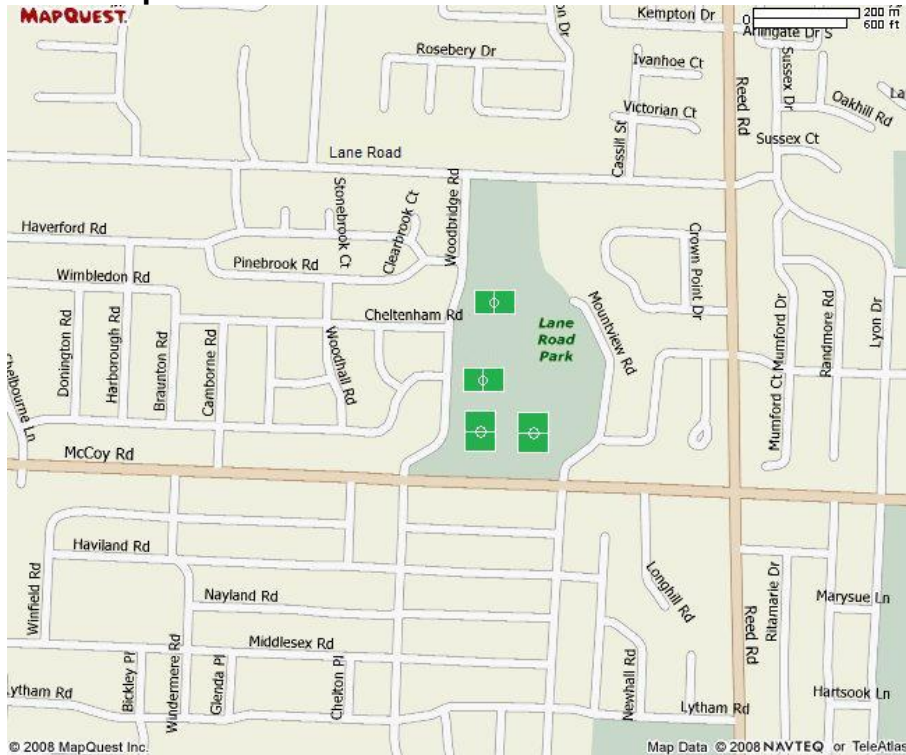 MAPQUEST.
Kempton Dr
0
200 m
600 ft
Arlingate Dr S
Rosebery Dr
Ivanhoe Ct
Sussex Dr
Reed Rd
Oakhill Rd
La
Victorian Ct
Cassill St
Sussex Ct
Lane Road
Stonebrook Ct
Clearbrook Ct
Woodbridge Rd
Haverford Rd
Crown Point Dr
Pinebrook Rd
Wimbledon Rd
Cheltenham Rd
Mountview Rd
Mumford Dr
Randmore Rd
Lyon Dr
Lane
Road
Park
Donington Rd
Harborough Rd
Braunton Rd
Camborne Rd
Woodhall Rd
Chelbourne Ln
Mumford Ct
McCoy Rd
Haviland Rd
Winfield Rd
Longhill Rd
Ritamarie Dr
Nayland Rd
Marysue Ln
Reed Rd
Middlesex Rd
Bickley Pl
Windermere Rd
Glenda Pl
Chelton Pl
Newhall Rd
Lytham Rd
Hartsook Ln
Lytham Rd
© 2008 MapQuest Inc.
Map Data © 2008 NAVTEQ or TeleAtlas